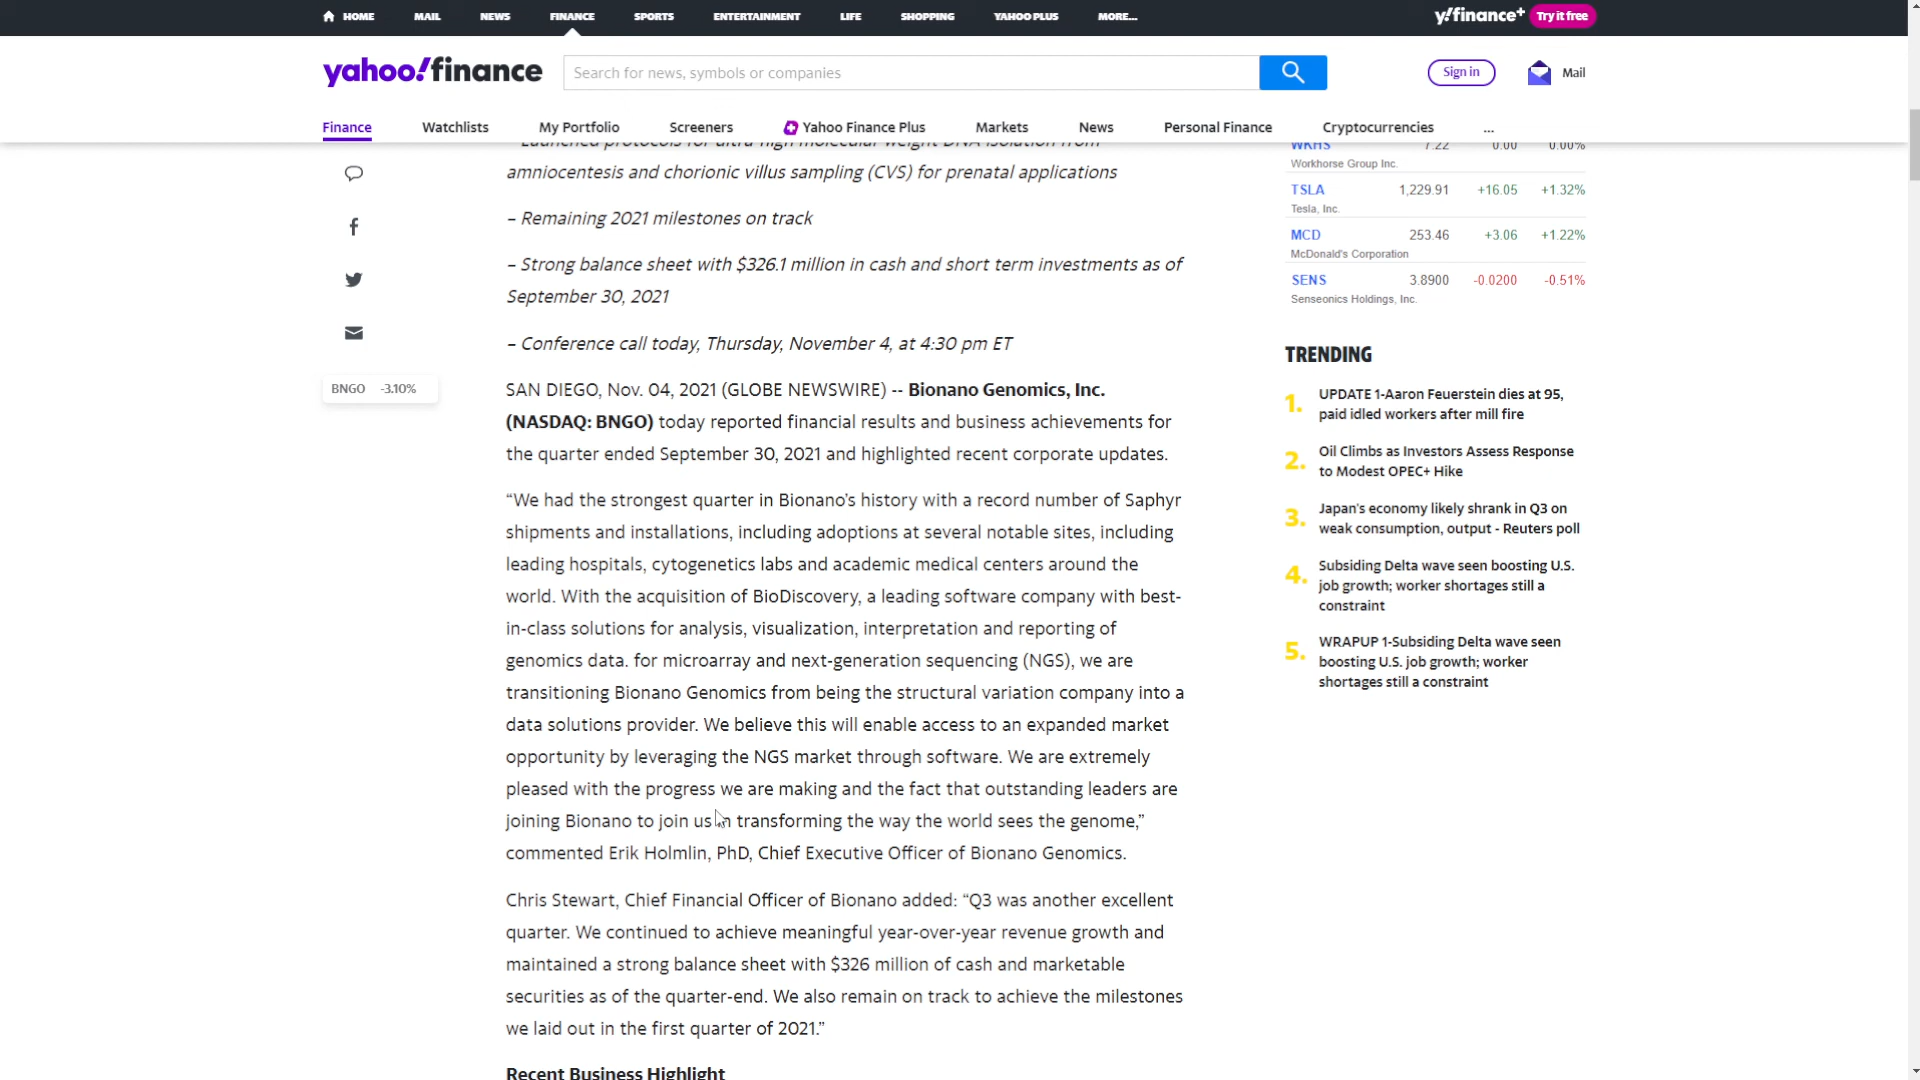 HOME MAIL NEWS FINANCE SPORTS ENTERTAINMENT LIFE SHOPPING YAHOO PLUS MORE... y!finance+ Try it free
yahoo!finance Search for news, symbols or companies Sign in Mail
Finance Watchlists My Portfolio Screeners Yahoo Finance Plus Markets News Personal Finance Cryptocurrencies ...
– Launched protocols for ultra-high molecular weight DNA isolation from
amniocentesis and chorionic villus sampling (CVS) for prenatal applications
– Remaining 2021 milestones on track
– Strong balance sheet with $326.1 million in cash and short term investments as of
September 30, 2021
– Conference call today, Thursday, November 4, at 4:30 pm ET
BNGO -3.10%
SAN DIEGO, Nov. 04, 2021 (GLOBE NEWSWIRE) -- Bionano Genomics, Inc.
(NASDAQ: BNGO) today reported financial results and business achievements for
the quarter ended September 30, 2021 and highlighted recent corporate updates.
“We had the strongest quarter in Bionano’s history with a record number of Saphyr
shipments and installations, including adoptions at several notable sites, including
leading hospitals, cytogenetics labs and academic medical centers around the
world. With the acquisition of BioDiscovery, a leading software company with best-
in-class solutions for analysis, visualization, interpretation and reporting of
genomics data. for microarray and next-generation sequencing (NGS), we are
transitioning Bionano Genomics from being the structural variation company into a
data solutions provider. We believe this will enable access to an expanded market
opportunity by leveraging the NGS market through software. We are extremely
pleased with the progress we are making and the fact that outstanding leaders are
joining Bionano to join us in transforming the way the world sees the genome,”
commented Erik Holmlin, PhD, Chief Executive Officer of Bionano Genomics.
Chris Stewart, Chief Financial Officer of Bionano added: “Q3 was another excellent
quarter. We continued to achieve meaningful year-over-year revenue growth and
maintained a strong balance sheet with $326 million of cash and marketable
securities as of the quarter-end. We also remain on track to achieve the milestones
we laid out in the first quarter of 2021.”
Recent Business Highlight
WKHS 7.22 0.00 0.00%
Workhorse Group Inc.
TSLA 1,229.91 +16.05 +1.32%
Tesla, Inc.
MCD 253.46 +3.06 +1.22%
McDonald's Corporation
SENS 3.8900 -0.0200 -0.51%
Senseonics Holdings, Inc.
TRENDING
1. UPDATE 1-Aaron Feuerstein dies at 95,
paid idled workers after mill fire
2. Oil Climbs as Investors Assess Response
to Modest OPEC+ Hike
3. Japan's economy likely shrank in Q3 on
weak consumption, output - Reuters poll
4. Subsiding Delta wave seen boosting U.S.
job growth; worker shortages still a
constraint
5. WRAPUP 1-Subsiding Delta wave seen
boosting U.S. job growth; worker
shortages still a constraint